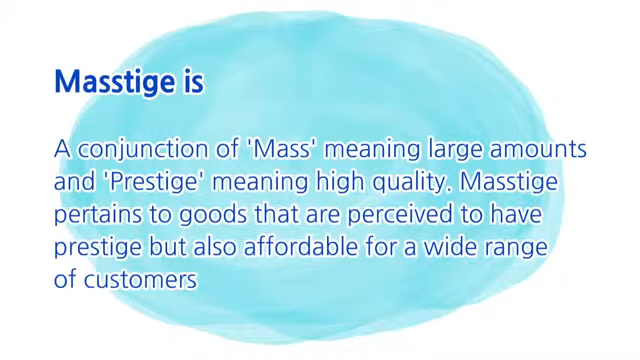 Masstige is
A conjunction of 'Mass' meaning large amounts
and 'Prestige' meaning high quality. Masstige
pertains to goods that are perceived to have
prestige but also affordable for a wide range
of customers